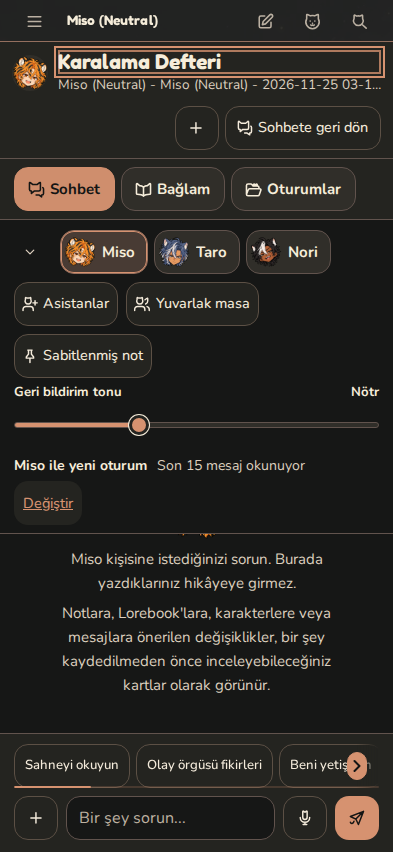 Miso (Neutral)
Karalama Defteri
Miso (Neutral) - Miso (Neutral) - 2026-11-25 03-1...
Sohbete geri dön
Sohbet
Bağlam
Oturumlar
Miso
Taro
Nori
Asistanlar
Yuvarlak masa
Sabitlenmiş not
Geri bildirim tonu
Nötr
Miso ile yeni oturum Son 15 mesaj okunuyor
Değiştir
Miso kişisine istediğinizi sorun. Burada
yazdıklarınız hikâyeye girmez.
Notlara, Lorebook'lara, karakterlere veya
mesajlara önerilen değişiklikler, bir şey
kaydedilmeden önce inceleyebileceğiniz
kartlar olarak görünür.
Sahneyi okuyun
Olay örgüsü fikirleri
Beni
Bir şey sorun...